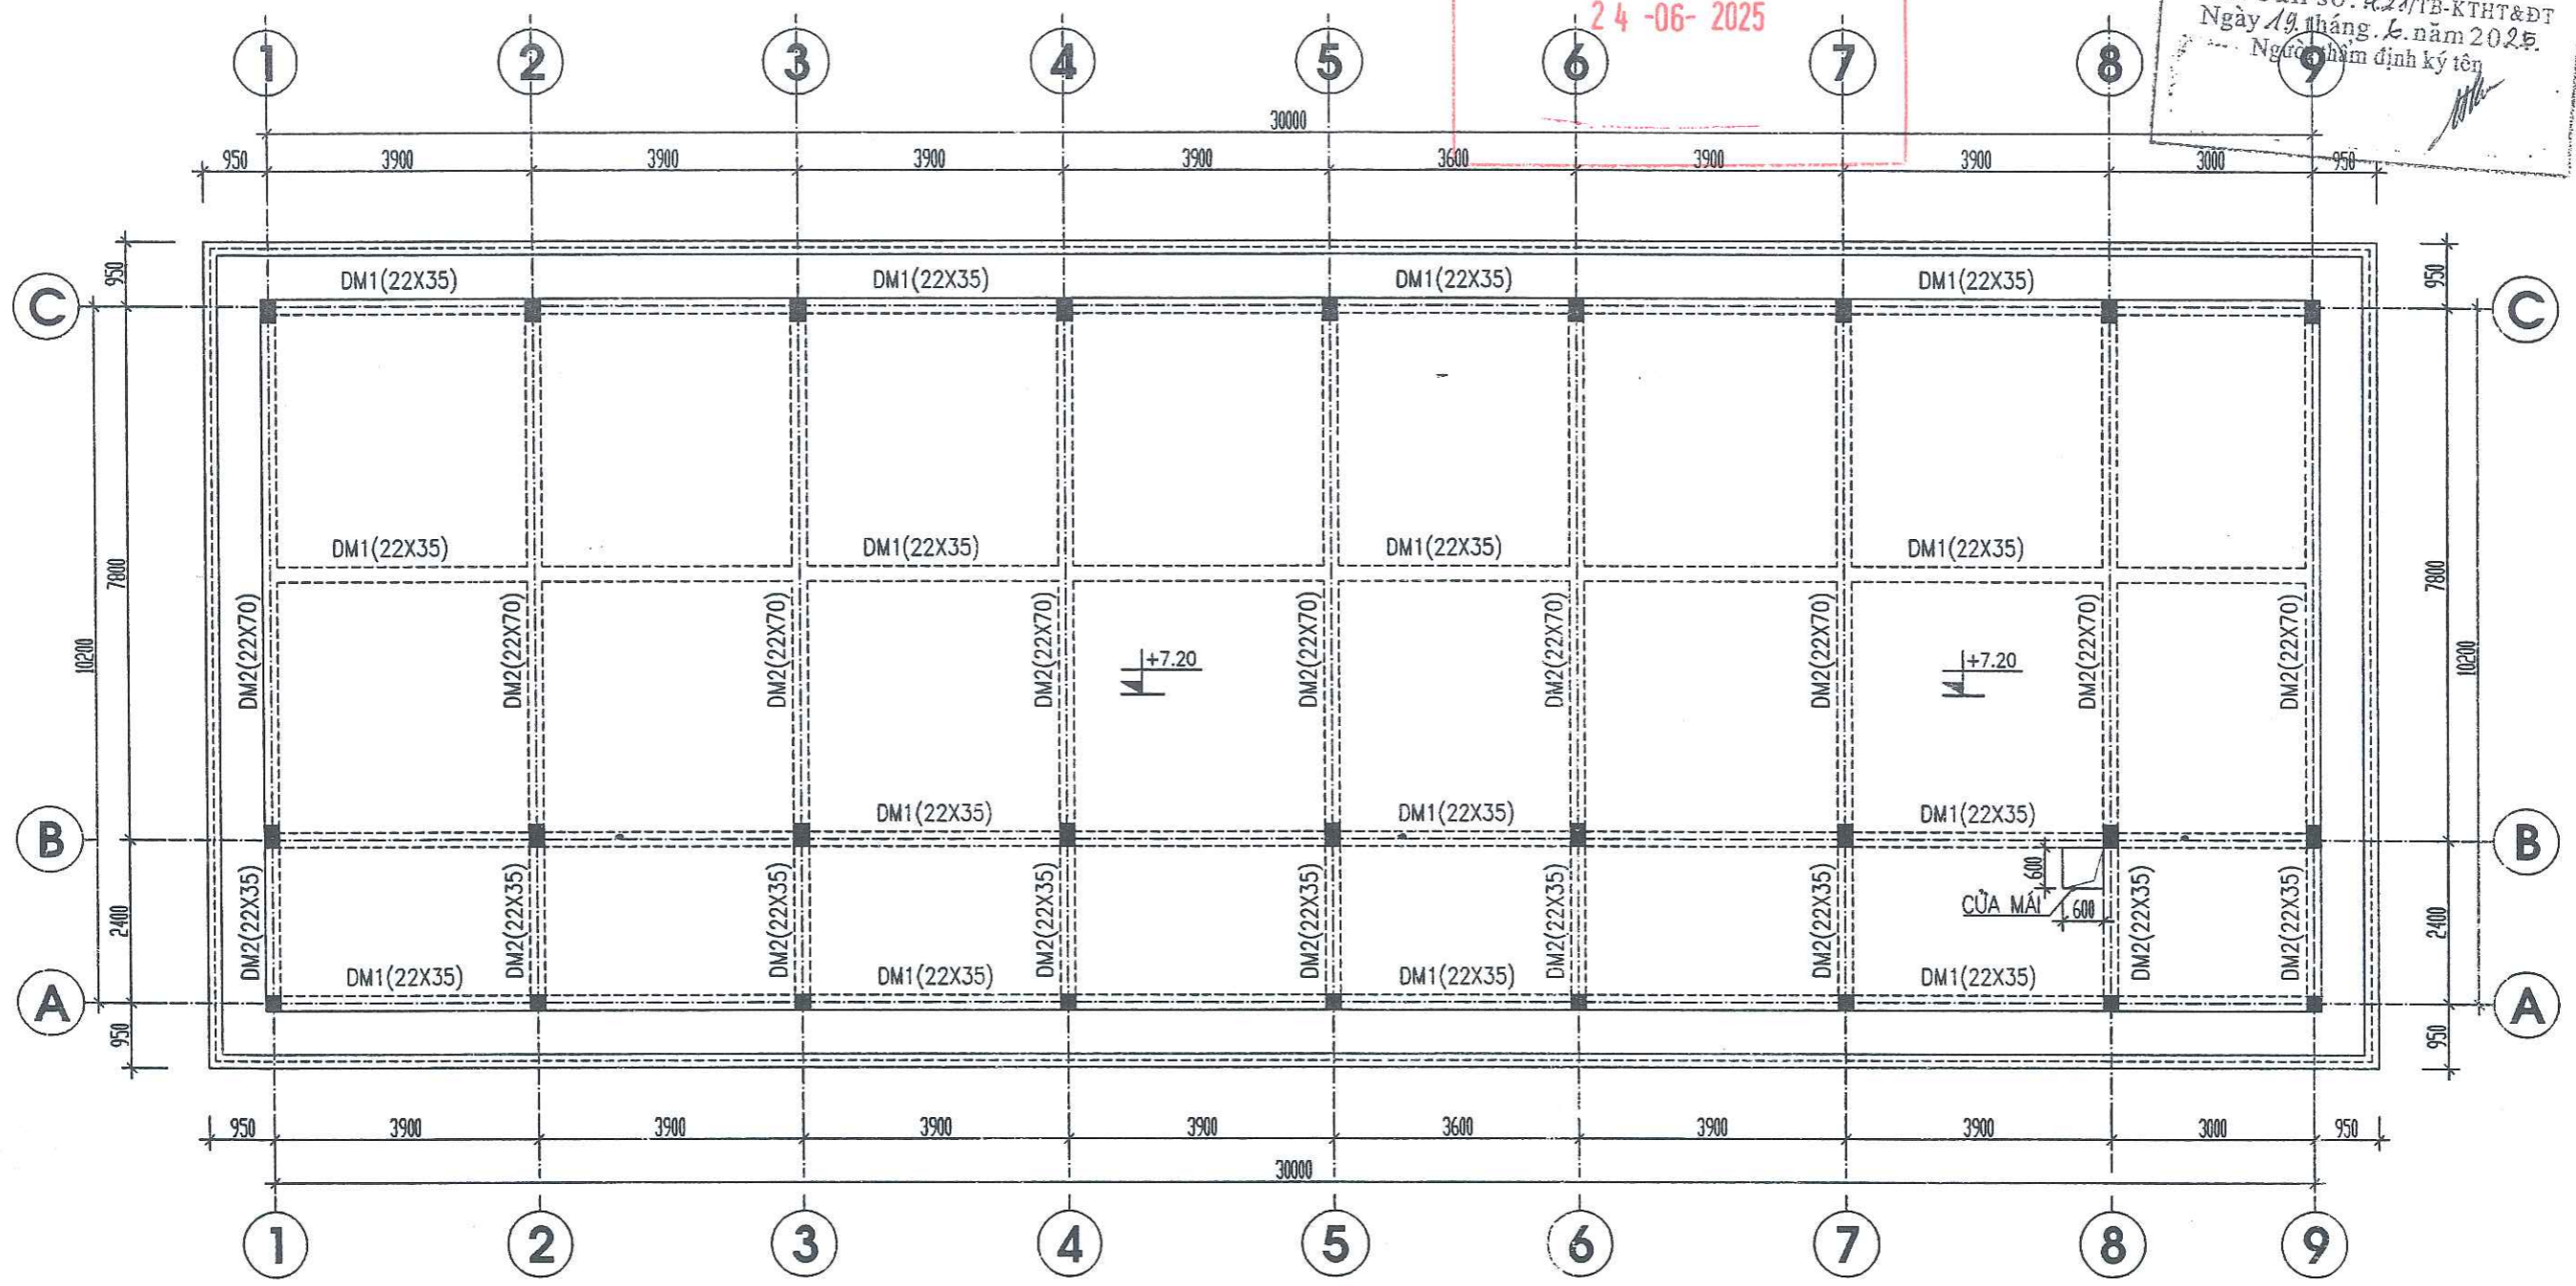 24 -06- 2025
/TB-KTHT&ĐT
Ngày 19 tháng 6 năm 2025
Người thẩm định ký tên
1 2 3 4 5 6 7 8 9
30000
950 3900 3900 3900 3900 3600 3900 3900 3000 950
950 950
DM1(22X35) DM1(22X35) DM1(22X35) DM1(22X35)
C C
DM1(22X35) DM1(22X35) DM1(22X35) DM1(22X35)
7800 7800
10200 10200
DM2(22X70) DM2(22X70) DM2(22X70) DM2(22X70) DM2(22X70) DM2(22X70) DM2(22X70) DM2(22X70) DM2(22X70)
+7.20 +7.20
DM1(22X35) DM1(22X35) DM1(22X35)
B B
600
CỬA MÁI
600
DM2(22X35) DM2(22X35) DM2(22X35) DM2(22X35) DM2(22X35) DM2(22X35) DM2(22X35) DM2(22X35) DM2(22X35)
2400 2400
DM1(22X35) DM1(22X35) DM1(22X35) DM1(22X35)
A A
950 950
950 3900 3900 3900 3900 3600 3900 3900 3000 950
30000
1 2 3 4 5 6 7 8 9